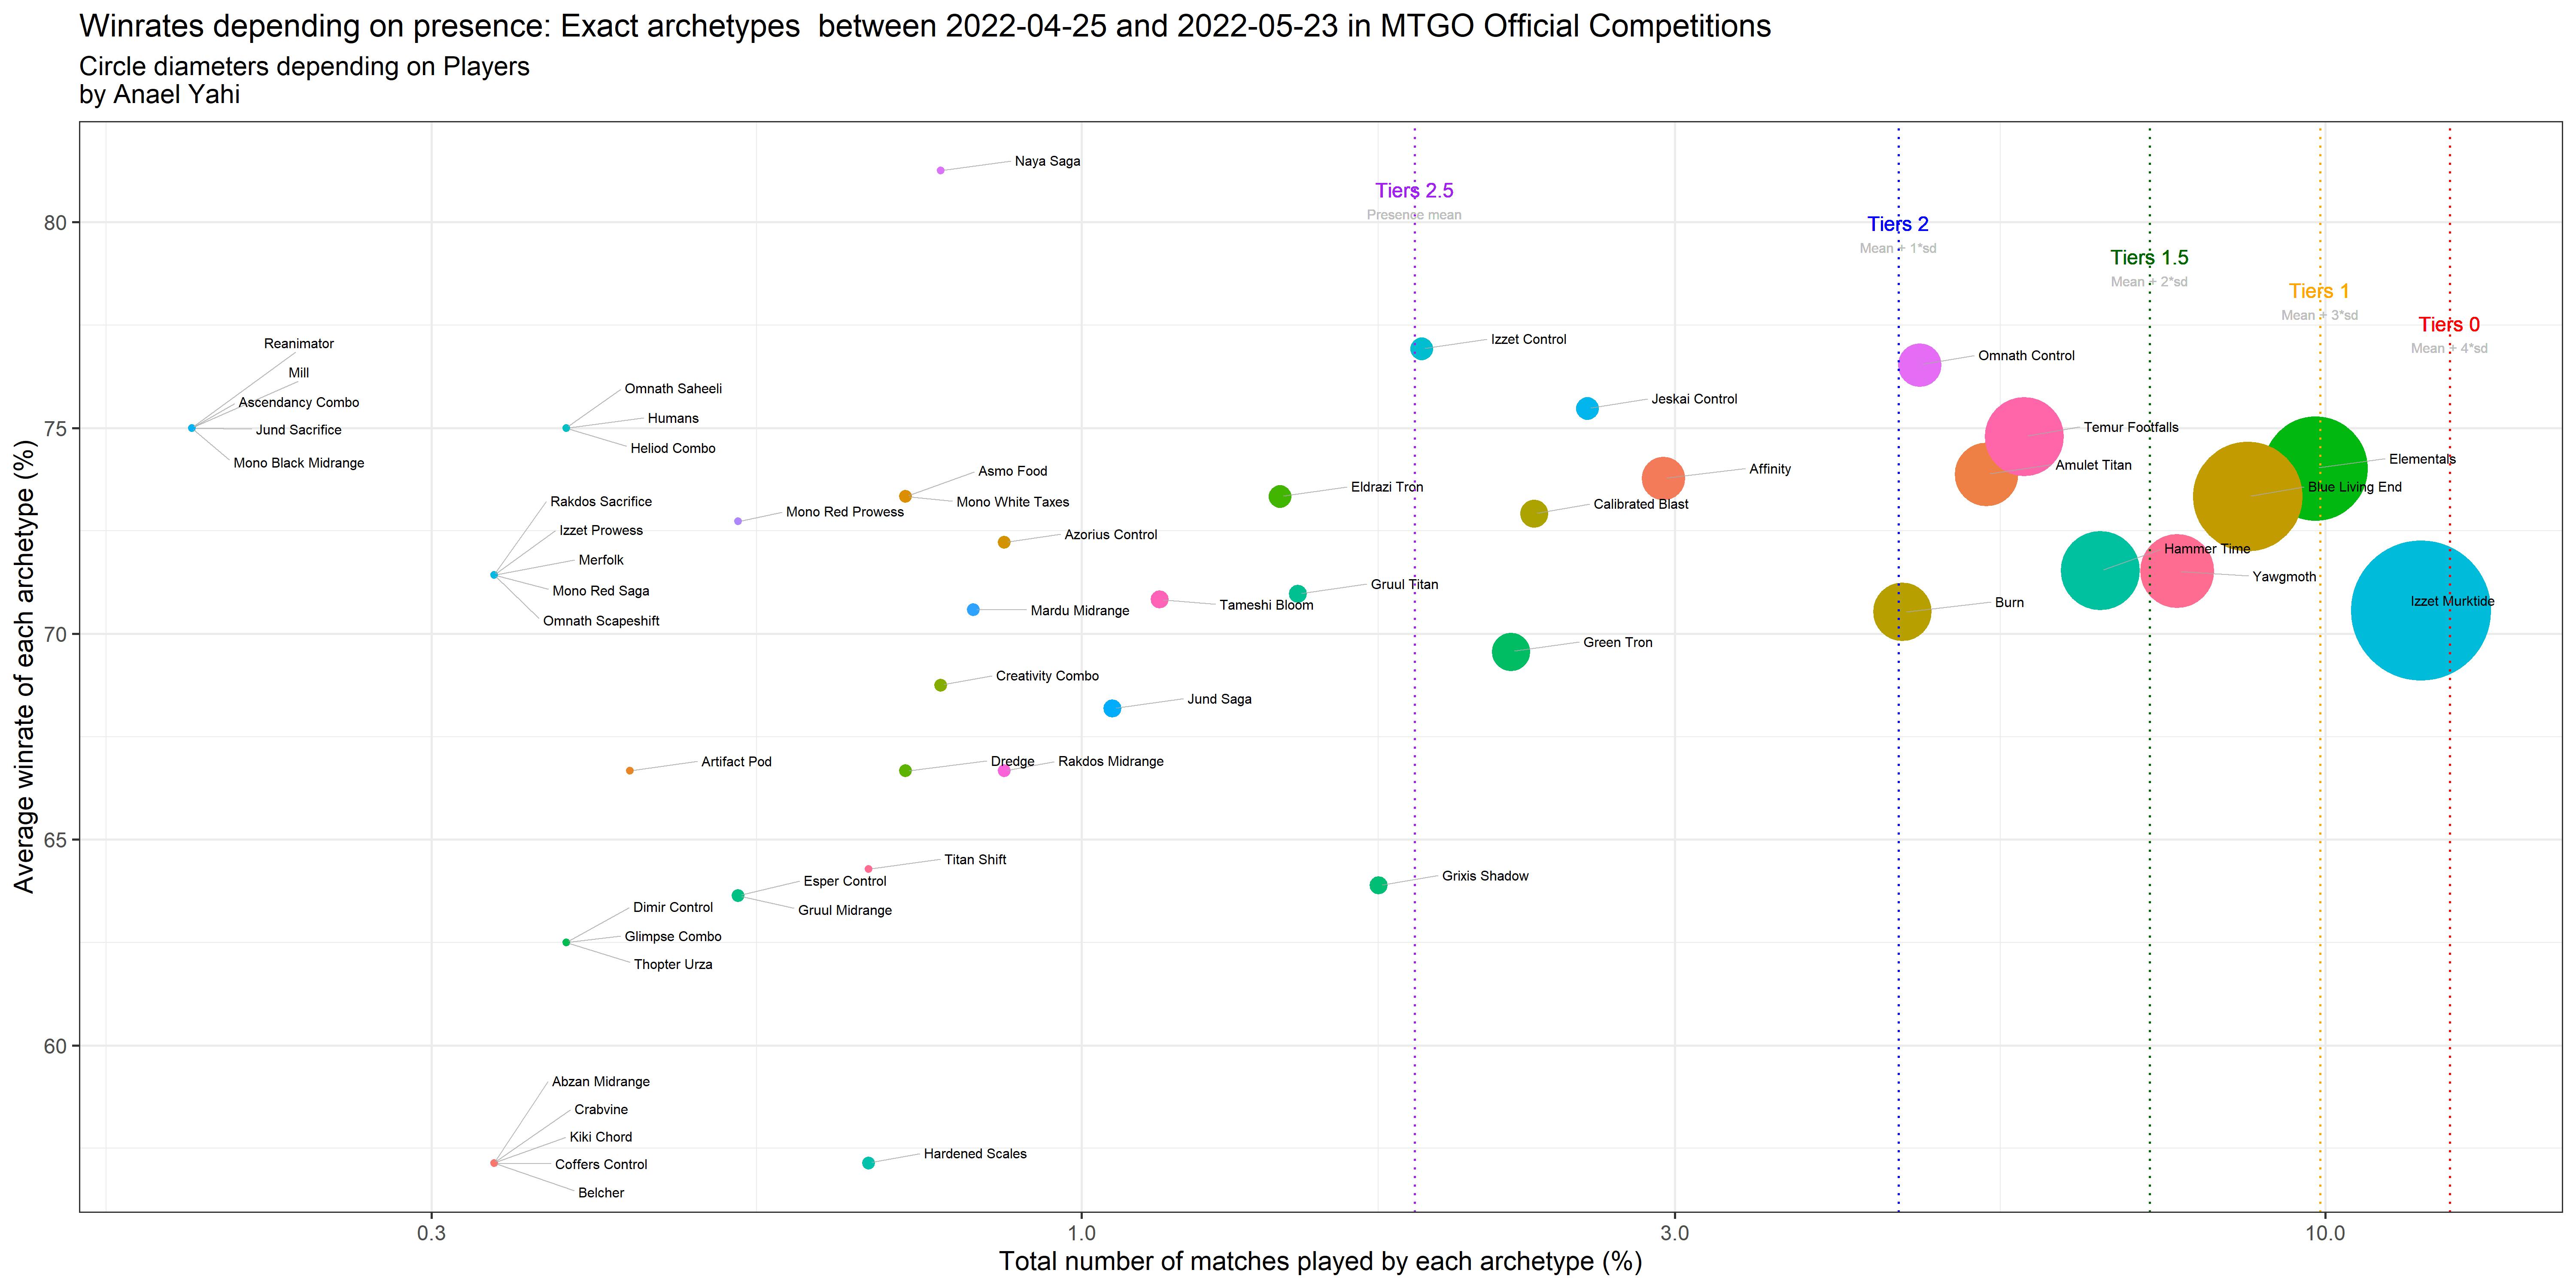 Winrates depending on presence: Exact archetypes  between 2022-04-25 and 2022-05-23 in MTGO Official Competitions
Circle diameters depending on Players
by Anael Yahi
Average winrate of each archetype (%)
80
75
70
65
60
Naya Saga
Tiers 2.5
Presence mean
Tiers 2
Mean + 1*sd
Tiers 1.5
Mean + 2*sd
Tiers 1
Mean + 3*sd
Tiers 0
Mean + 4*sd
Reanimator
Mill
Ascendancy Combo
Jund Sacrifice
Mono Black Midrange
Omnath Saheeli
Humans
Heliod Combo
Izzet Control
Omnath Control
Jeskai Control
Temur Footfalls
Amulet Titan
Elementals
Blue Living End
Affinity
Asmo Food
Mono White Taxes
Eldrazi Tron
Calibrated Blast
Rakdos Sacrifice
Izzet Prowess
Merfolk
Mono Red Saga
Omnath Scapeshift
Mono Red Prowess
Azorius Control
Hammer Time
Yawgmoth
Gruul Titan
Tameshi Bloom
Mardu Midrange
Burn
Izzet Murktide
Green Tron
Creativity Combo
Jund Saga
Artifact Pod
Dredge
Rakdos Midrange
Titan Shift
Esper Control
Gruul Midrange
Grixis Shadow
Dimir Control
Glimpse Combo
Thopter Urza
Abzan Midrange
Crabvine
Kiki Chord
Coffers Control
Belcher
Hardened Scales
0.3
1.0
3.0
10.0
Total number of matches played by each archetype (%)